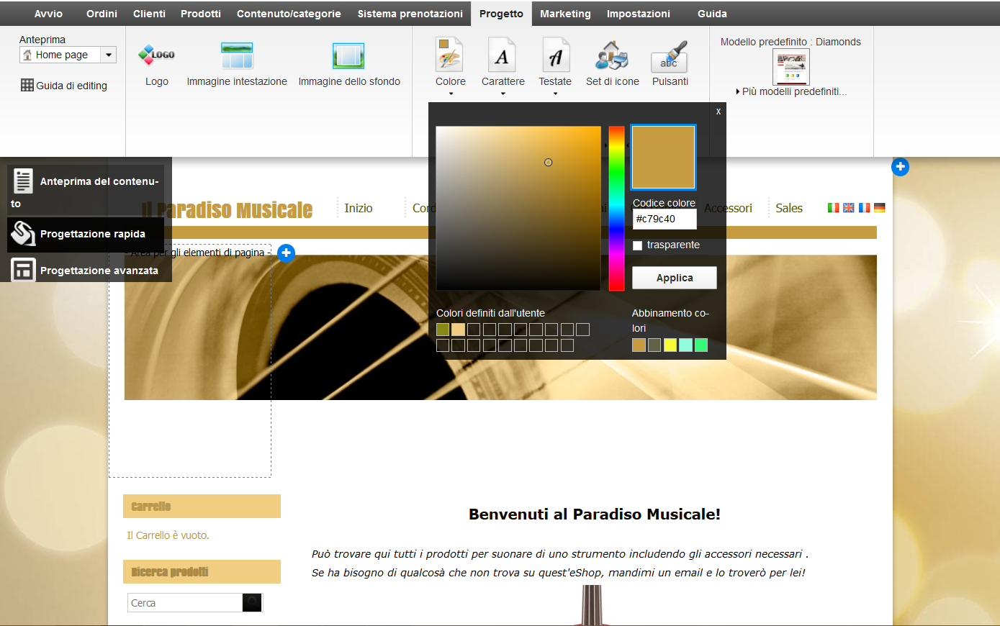 Avvio Ordini Clienti Prodotti Contenuto/categorie Sistema prenotazioni Progetto Marketing Impostazioni Guida
Anteprima
Home page
Guida di editing
LOGO
Logo
Immagine intestazione
Immagine dello sfondo
Colore
A
Carattere
A
Testate
Set di icone
abc
Pulsanti
Modello predefinito : Diamonds
Più modelli predefiniti...
x
Codice colore
#c79c40
trasparente
Applica
Colori definiti dall'utente
Abbinamento co-
lori
Anteprima del contenu-
to
Progettazione rapida
Progettazione avanzata
Il Paradiso Musicale
Inizio
Cord
Accessori
Sales
- Area per gli elementi di pagina -
Carrello
Il Carrello è vuoto.
Ricerca prodotti
Cerca
Benvenuti al Paradiso Musicale!
Può trovare qui tutti i prodotti per suonare di uno strumento includendo gli accessori necessari .
Se ha bisogno di qualcosà che non trova su quest'eShop, mandimi un email e lo troverò per lei!